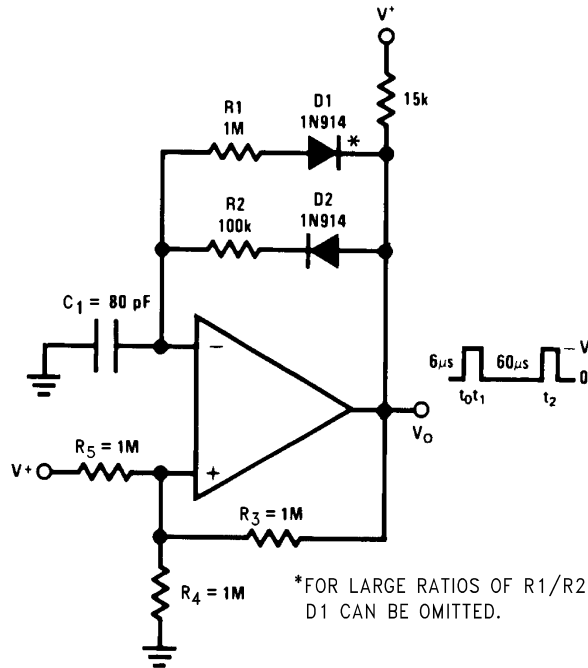 V⁺
15k
R1
1M
D1
1N914
*
R2
100k
D2
1N914
C₁ = 80 pF
−
+
6µs
60µs
−V
0
t₀t₁
t₂
V₀
R₅ = 1M
V⁺
R₃ = 1M
R₄ = 1M
*FOR LARGE RATIOS OF R1/R2
D1 CAN BE OMITTED.